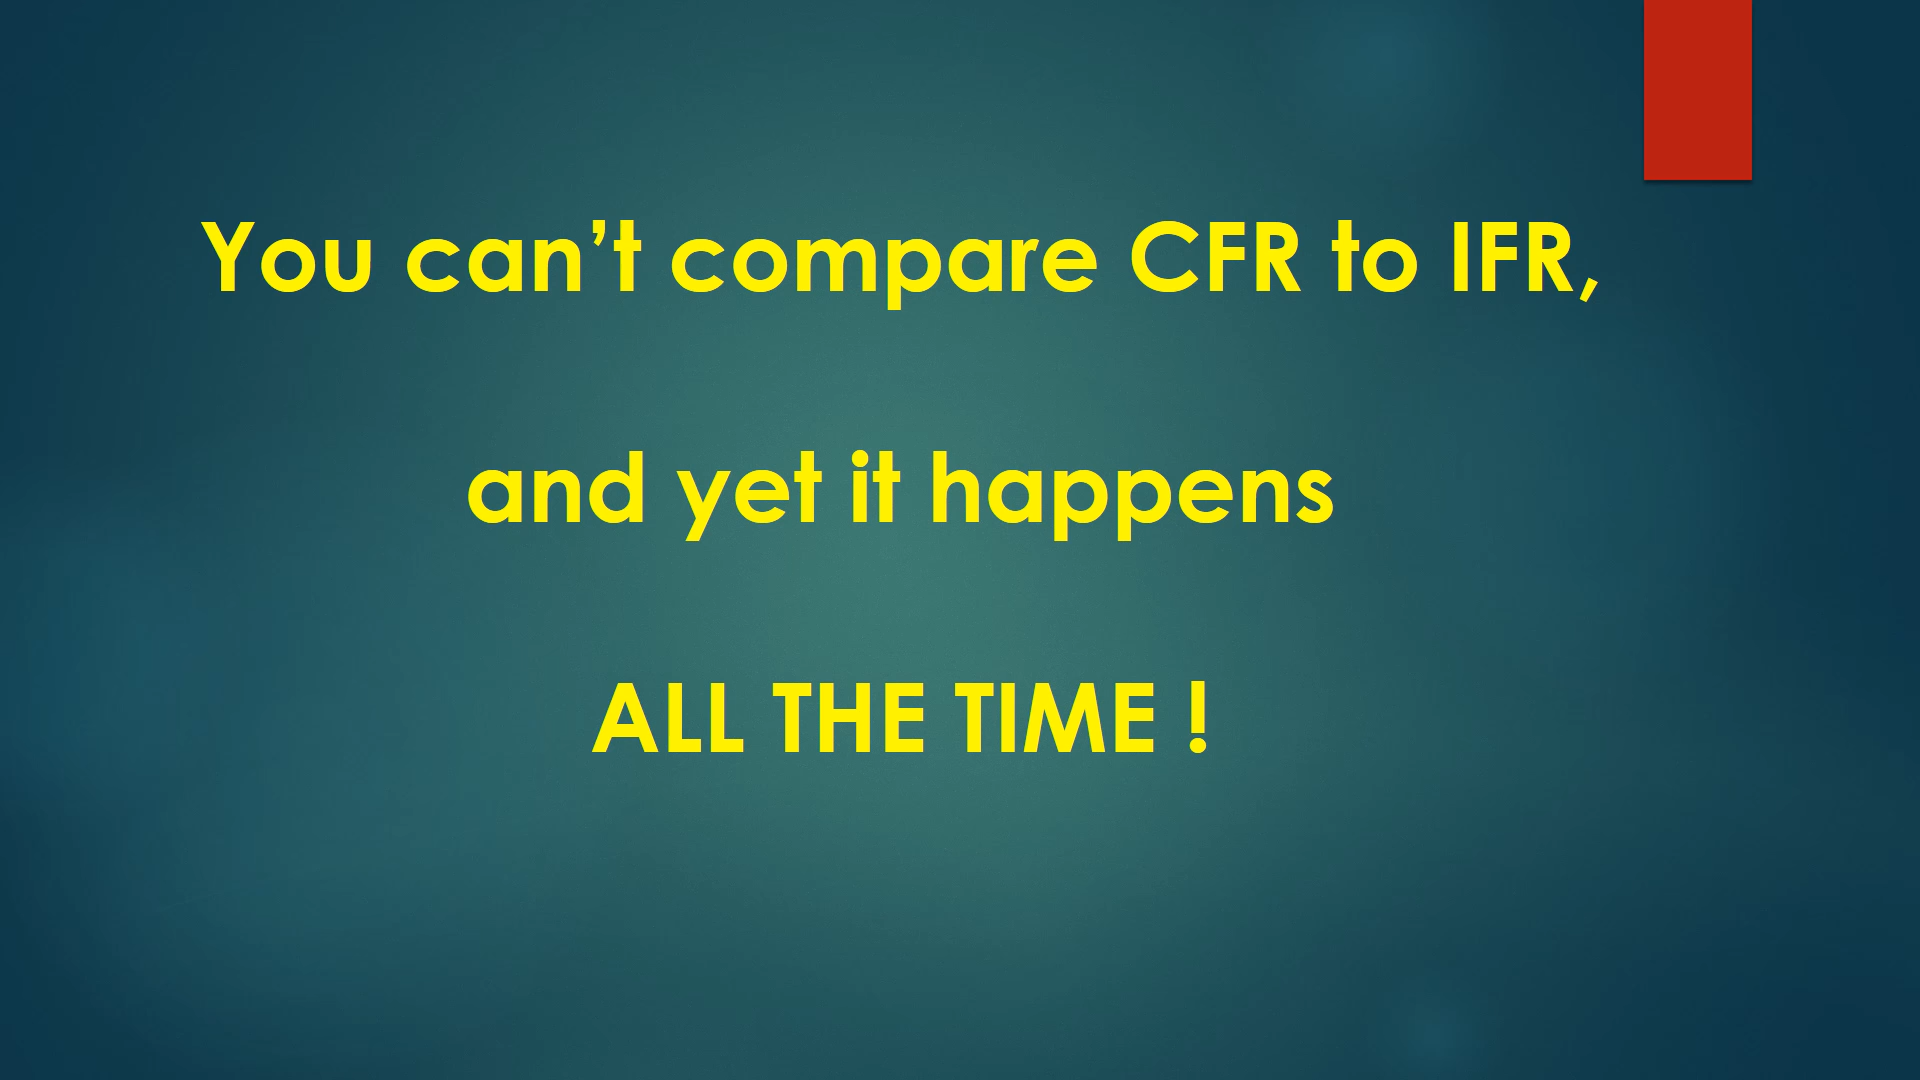 You can’t compare CFR to IFR,
and yet it happens
ALL THE TIME !